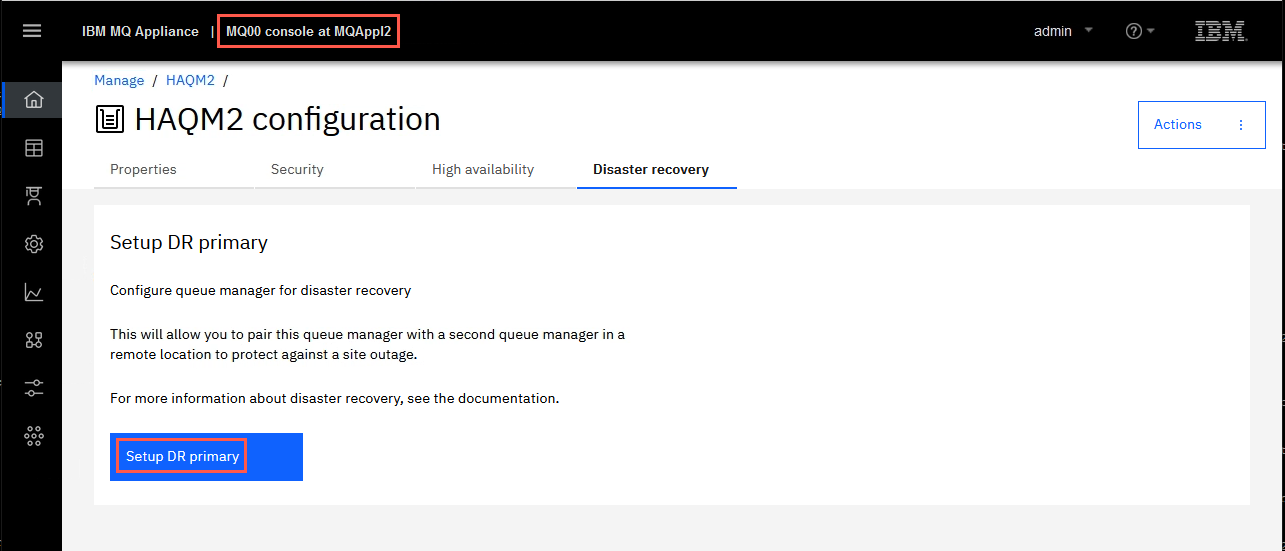 IBM MQ Appliance | MQ00 console at MQAppl2 admin ? IBM
Manage / HAQM2 /
HAQM2 configuration
Actions
Properties Security High availability Disaster recovery
Setup DR primary
Configure queue manager for disaster recovery
This will allow you to pair this queue manager with a second queue manager in a
remote location to protect against a site outage.
For more information about disaster recovery, see the documentation.
Setup DR primary